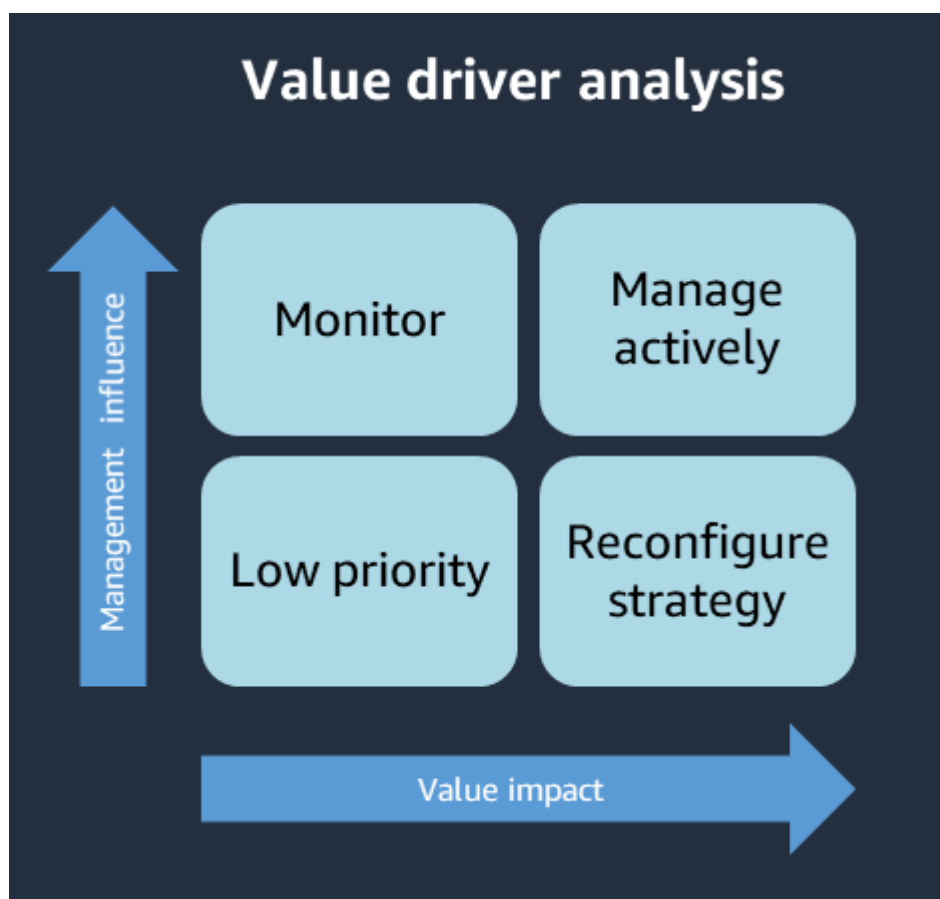 Value driver analysis
Monitor
Manage
actively
Management influence
Low priority
Reconfigure
strategy
Value impact